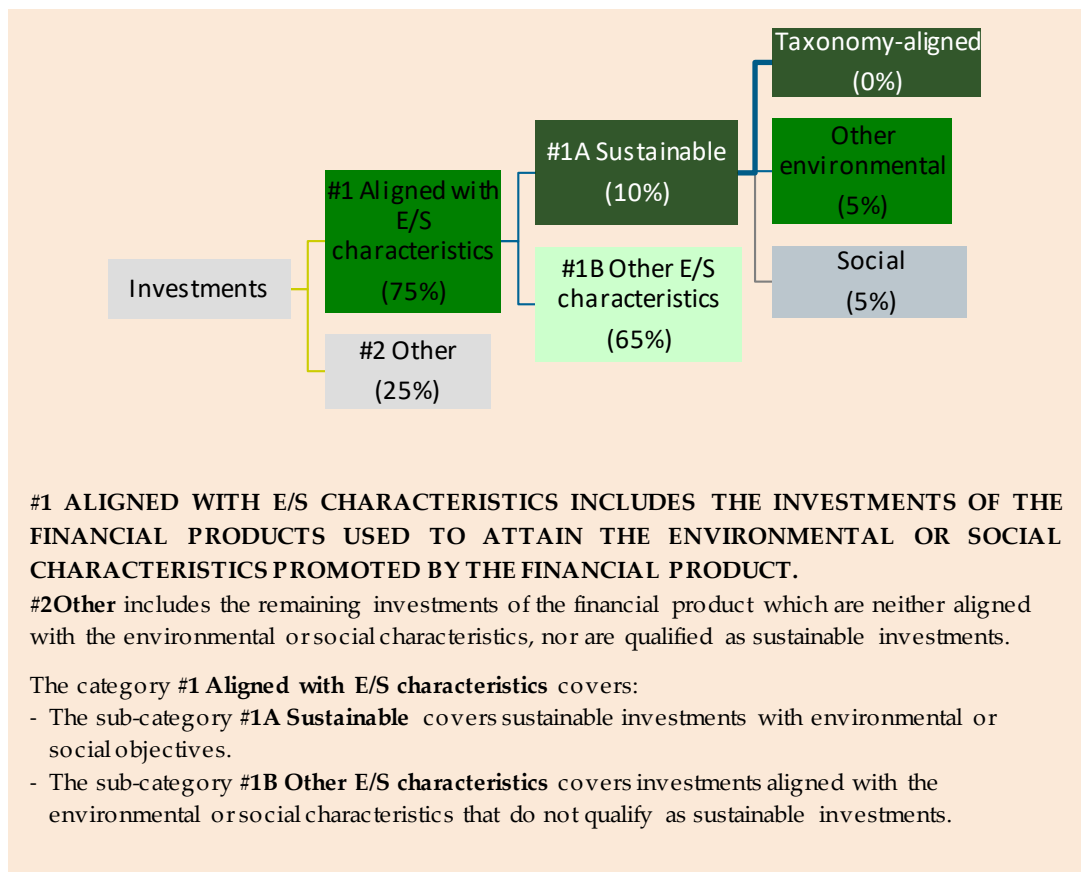 Taxonomy-aligned
(0%)
#1A Sustainable
(10%)
Other
environmental
(5%)
#1 Aligned with
E/S
characteristics
(75%)
Investments
#1B Other E/S
characteristics
(65%)
Social
(5%)
#2 Other
(25%)
#1 ALIGNED WITH E/S CHARACTERISTICS INCLUDES THE INVESTMENTS OF THE
FINANCIAL PRODUCTS USED TO ATTAIN THE ENVIRONMENTAL OR SOCIAL
CHARACTERISTICS PROMOTED BY THE FINANCIAL PRODUCT.
#2Other includes the remaining investments of the financial product which are neither aligned
with the environmental or social characteristics, nor are qualified as sustainable investments.
The category #1 Aligned with E/S characteristics covers:
- The sub-category #1A Sustainable covers sustainable investments with environmental or
social objectives.
- The sub-category #1B Other E/S characteristics covers investments aligned with the
environmental or social characteristics that do not qualify as sustainable investments.